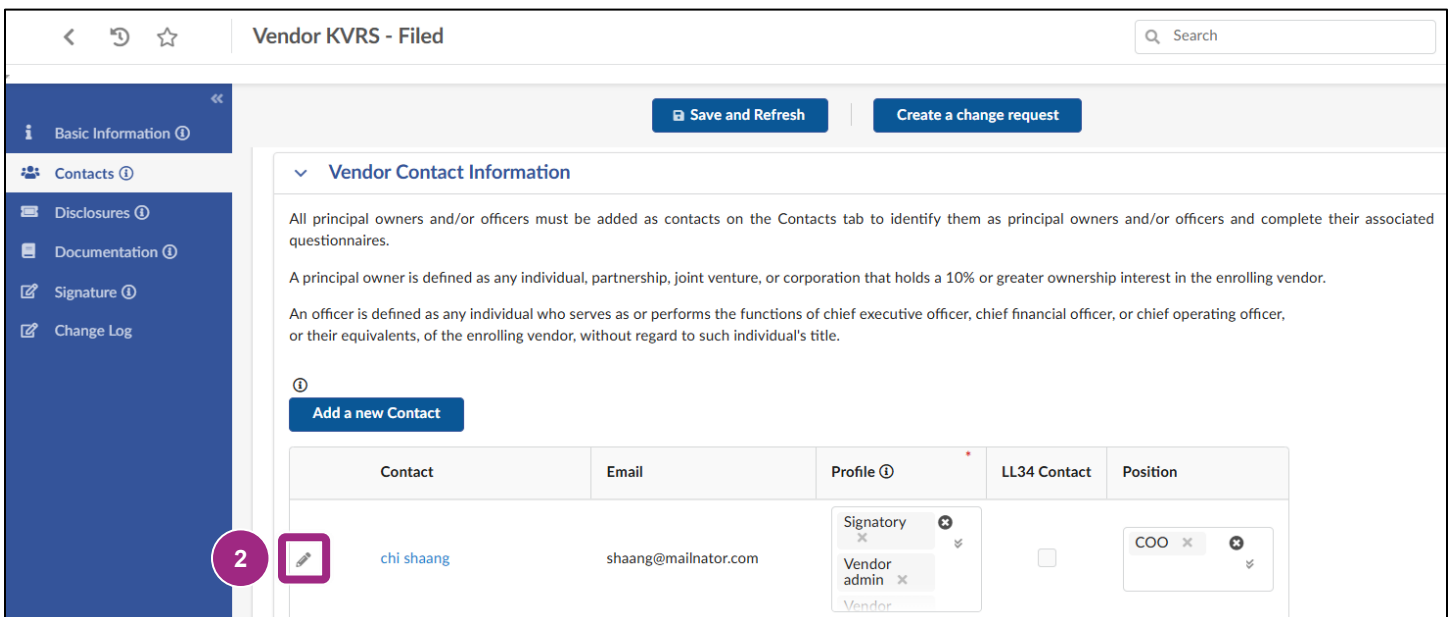 Vendor KVRS - Filed
Search
Basic Information
Contacts
Disclosures
Documentation
Signature
Change Log
Save and Refresh
Create a change request
Vendor Contact Information
All principal owners and/or officers must be added as contacts on the Contacts tab to identify them as principal owners and/or officers and complete their associated
questionnaires.
A principal owner is defined as any individual, partnership, joint venture, or corporation that holds a 10% or greater ownership interest in the enrolling vendor.
An officer is defined as any individual who serves as or performs the functions of chief executive officer, chief financial officer, or chief operating officer,
or their equivalents, of the enrolling vendor, without regard to such individual's title.
Add a new Contact
Contact Email Profile * LL34 Contact Position
2
chi shaang
shaang@mailnator.com
Signatory
Vendor
admin
Vendor
COO